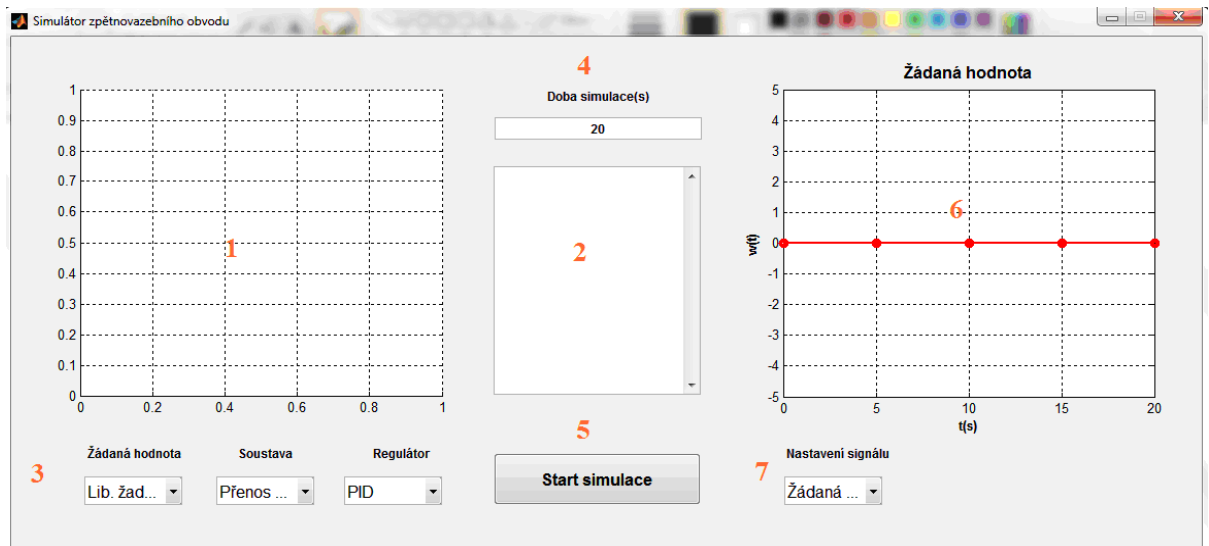 Simulátor zpětnovazebního obvodu
4
Doba simulace(s)
20
2
1
0.9
0.8
0.7
0.6
0.5
0.4
0.3
0.2
0.1
0
0 0.2 0.4 0.6 0.8 1
1
Žádaná hodnota
5
4
3
2
1
0
-1
-2
-3
-4
-5
w(t)
6
0 5 10 15 20
t(s)
3
Žádaná hodnota Soustava Regulátor
Lib. žad... Přenos ... PID
5
Start simulace
7
Nastavení signálu
Žádaná ...